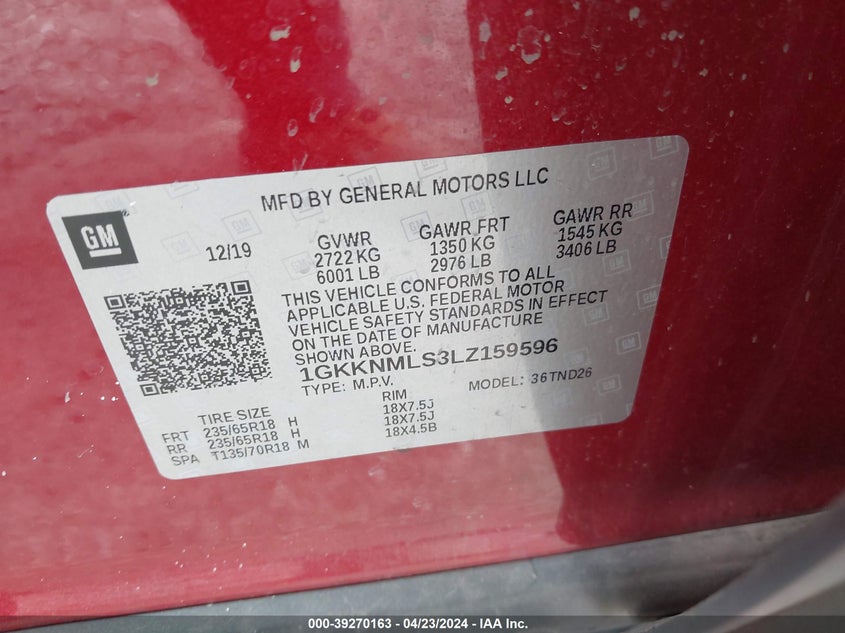 MFD BY GENERAL MOTORS LLC
GM
12/19
GVWR
2722 KG
6001 LB
GAWR FRT
1350 KG
2976 LB
GAWR RR
1545 KG
3406 LB
THIS VEHICLE CONFORMS TO ALL
APPLICABLE U.S. FEDERAL MOTOR
VEHICLE SAFETY STANDARDS IN EFFECT
ON THE DATE OF MANUFACTURE
SHOWN ABOVE.
1GKKNMLS3LZ159596
TYPE: M.P.V. MODEL: 36TND26
TIRE SIZE RIM
FRT 235/65R18 H 18X7.5J
RR 235/65R18 H 18X7.5J
SPA T135/70R18 M 18X4.5B
000-39270163 - 04/23/2024 - IAA Inc.